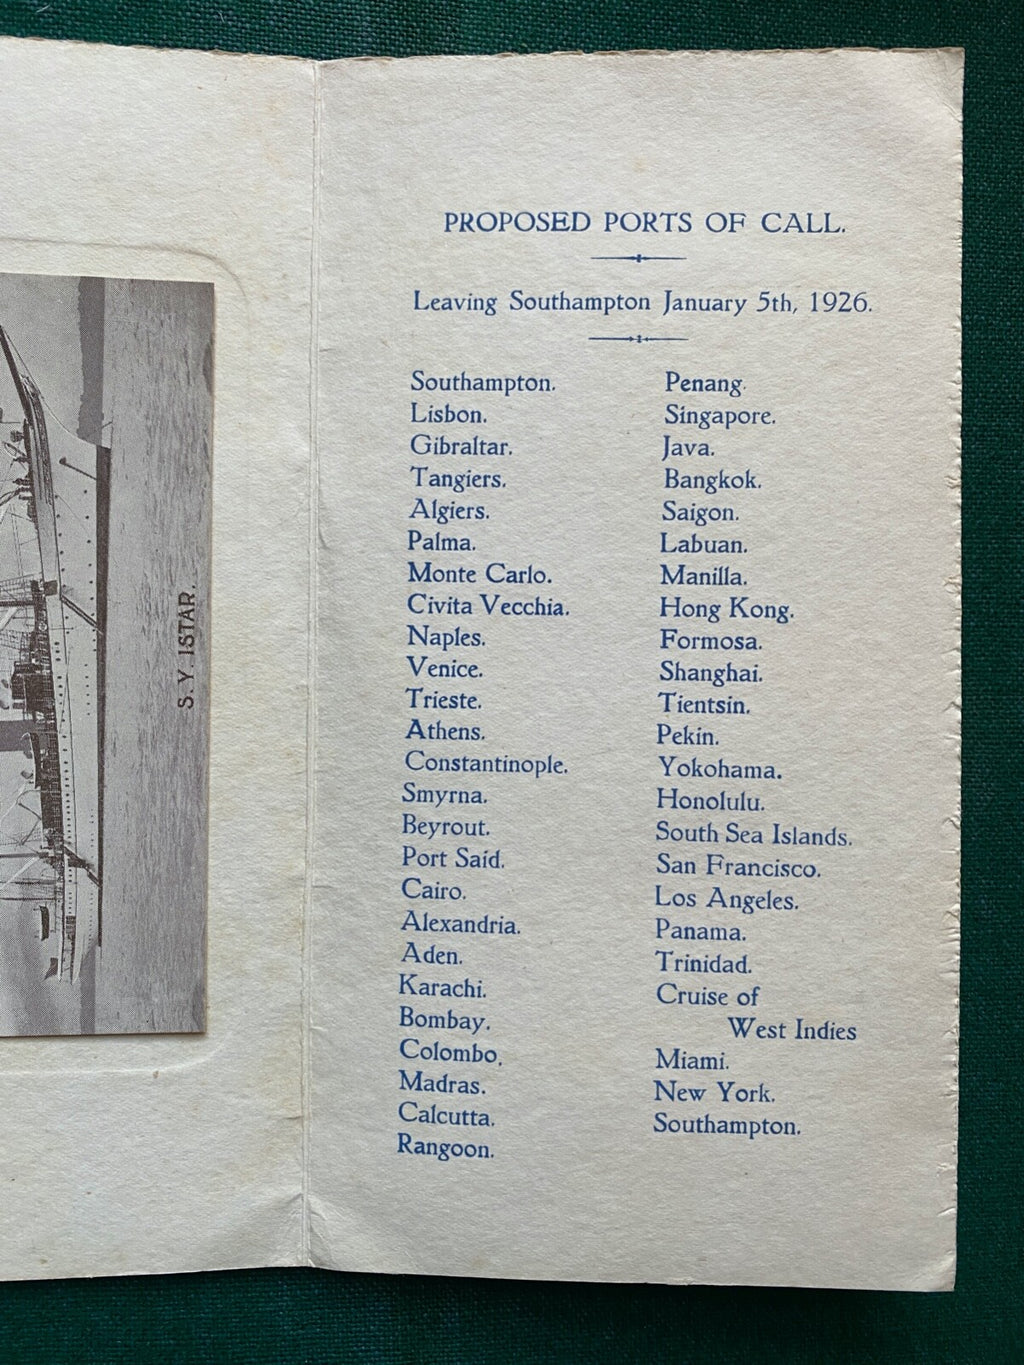 S.Y. ISTAR.
PROPOSED PORTS OF CALL.
Leaving Southampton January 5th, 1926.
Southampton.
Lisbon.
Gibraltar.
Tangiers.
Algiers.
Palma.
Monte Carlo.
Civita Vecchia.
Naples.
Venice.
Trieste.
Athens.
Constantinople.
Smyrna.
Beyrout.
Port Said.
Cairo.
Alexandria.
Aden.
Karachi.
Bombay.
Colombo.
Madras.
Calcutta.
Rangoon.
Penang.
Singapore.
Java.
Bangkok.
Saigon.
Labuan.
Manilla.
Hong Kong.
Formosa.
Shanghai.
Tientsin.
Pekin.
Yokohama.
Honolulu.
South Sea Islands.
San Francisco.
Los Angeles.
Panama.
Trinidad.
Cruise of
West Indies
Miami.
New York.
Southampton.